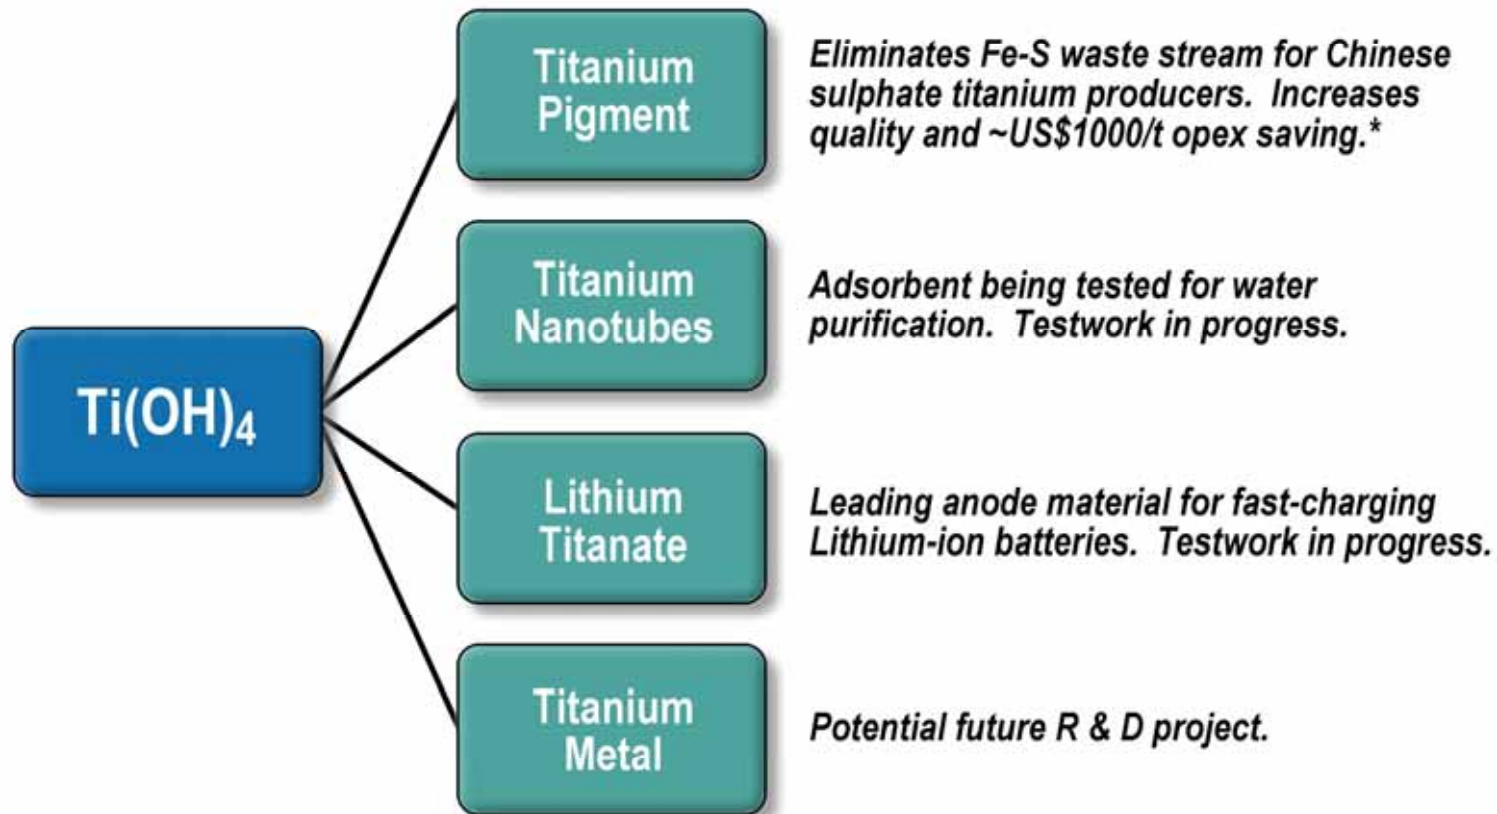 Titanium
Pigment
Eliminates Fe-S waste stream for Chinese
sulphate titanium producers.  Increases
quality and ~US$1000/t opex saving.*
Titanium
Nanotubes
Adsorbent being tested for water
purification.  Testwork in progress.
Ti(OH)₄
Lithium
Titanate
Leading anode material for fast-charging
Lithium-ion batteries.  Testwork in progress.
Titanium
Metal
Potential future R & D project.